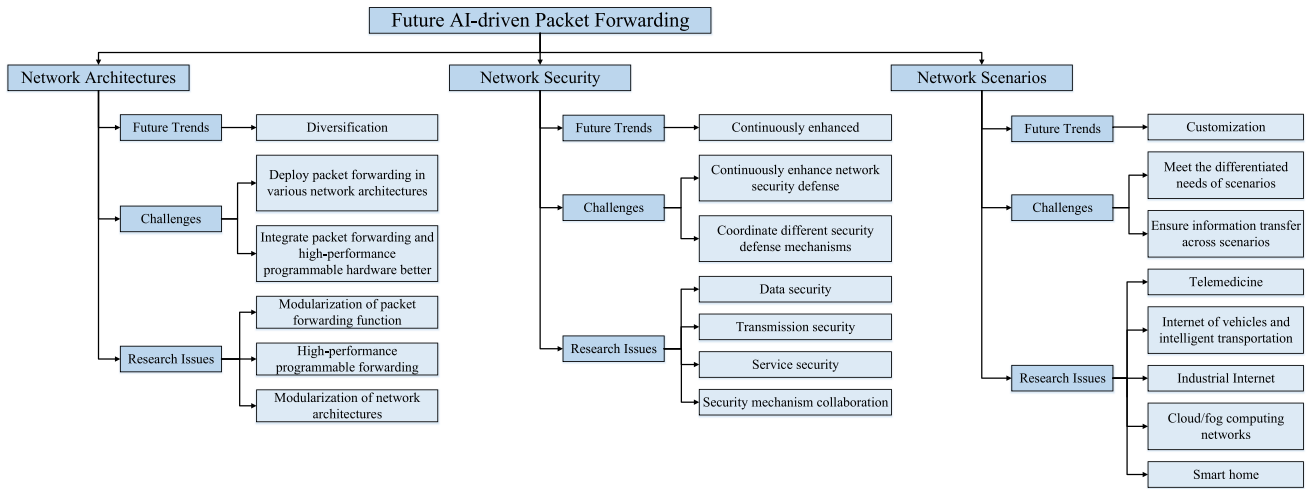 Future AI-driven Packet Forwarding
Network Architectures
Future Trends
Diversification
Challenges
Deploy packet forwarding in
various network architectures
Integrate packet forwarding and
high-performance
programmable hardware better
Research Issues
Modularization of packet
forwarding function
High-performance
programmable forwarding
Modularization of network
architectures
Network Security
Future Trends
Continuously enhanced
Challenges
Continuously enhance network
security defense
Coordinate different security
defense mechanisms
Research Issues
Data security
Transmission security
Service security
Security mechanism collaboration
Network Scenarios
Future Trends
Customization
Challenges
Meet the differentiated
needs of scenarios
Ensure information transfer
across scenarios
Research Issues
Telemedicine
Internet of vehicles and
intelligent transportation
Industrial Internet
Cloud/fog computing
networks
Smart home